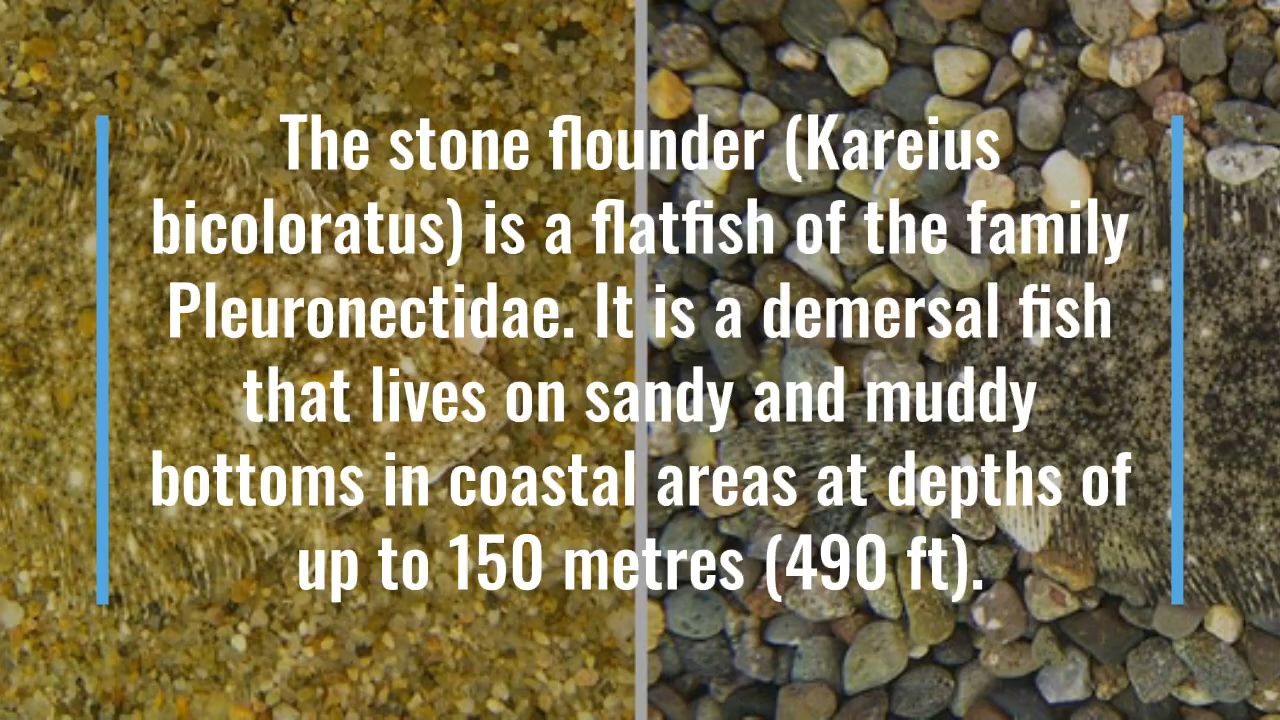 The stone flounder (Kareius
bicoloratus) is a flatfish of the family
Pleuronectidae. It is a demersal fish
that lives on sandy and muddy
bottoms in coastal areas at depths of
up to 150 metres (490 ft).